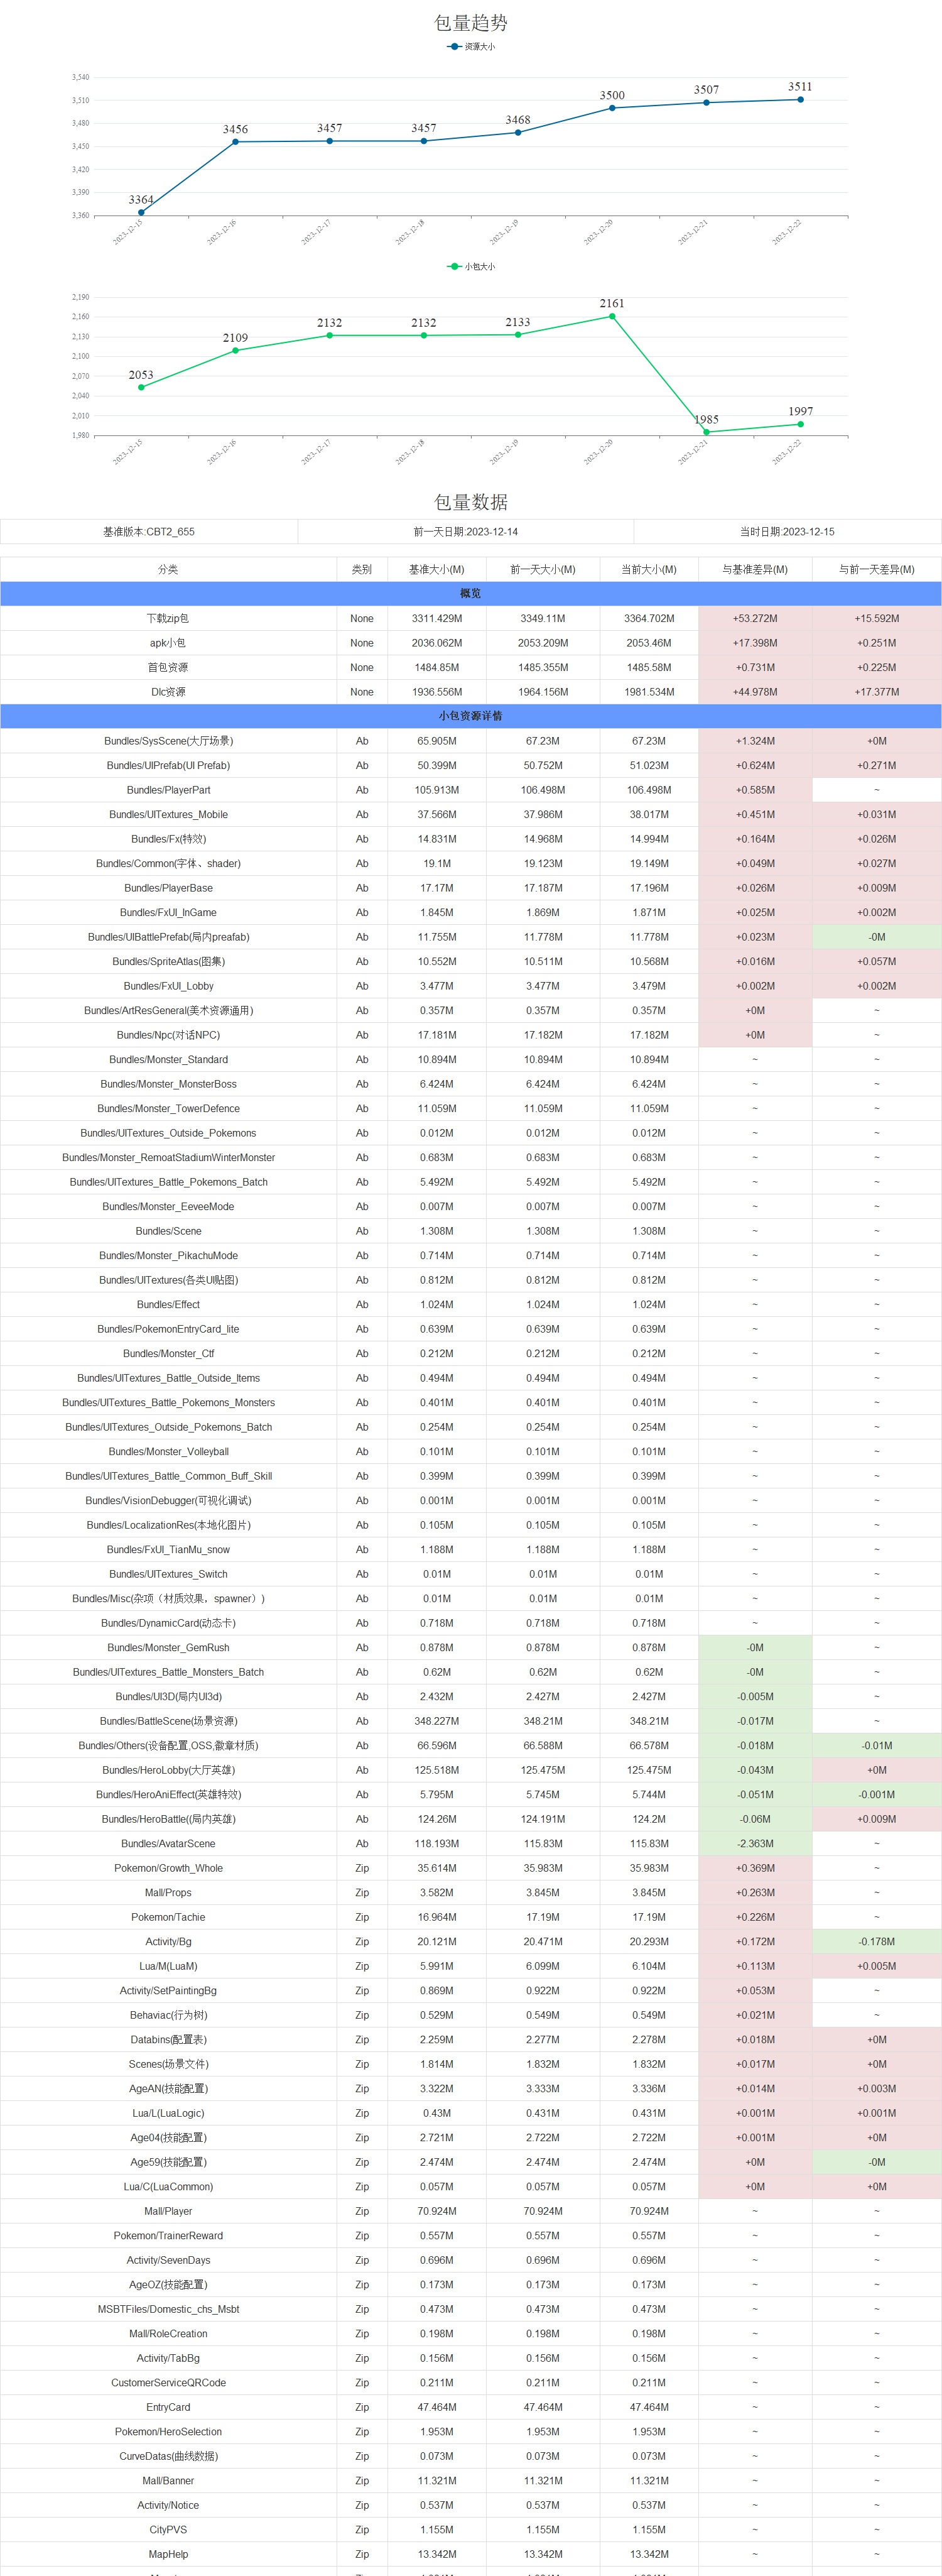 包量趋势
资源大小
3,540
3,510
3,480
3,450
3,420
3,390
3,360
3364
3456
3457
3457
3468
3500
3507
3511
2023-12-15
2023-12-16
2023-12-17
2023-12-18
2023-12-19
2023-12-20
2023-12-21
2023-12-22
小包大小
2,190
2,160
2,130
2,100
2,070
2,040
2,010
1,980
2053
2109
2132
2132
2133
2161
1985
1997
2023-12-15
2023-12-16
2023-12-17
2023-12-18
2023-12-19
2023-12-20
2023-12-21
2023-12-22
包量数据
基准版本:CBT2_655 前一天日期:2023-12-14 当时日期:2023-12-15
分类 类别 基准大小(M) 前一天大小(M) 当前大小(M) 与基准差异(M) 与前一天差异(M)
概览
下载zip包 None 3311.429M 3349.11M 3364.702M +53.272M +15.592M
apk小包 None 2036.062M 2053.209M 2053.46M +17.398M +0.251M
首包资源 None 1484.85M 1485.355M 1485.58M +0.731M +0.225M
Dlc资源 None 1936.556M 1964.156M 1981.534M +44.978M +17.377M
小包资源详情
Bundles/SysScene(大厅场景) Ab 65.905M 67.23M 67.23M +1.324M +0M
Bundles/UIPrefab(UI Prefab) Ab 50.399M 50.752M 51.023M +0.624M +0.271M
Bundles/PlayerPart Ab 105.913M 106.498M 106.498M +0.585M ~
Bundles/UITextures_Mobile Ab 37.566M 37.986M 38.017M +0.451M +0.031M
Bundles/Fx(特效) Ab 14.831M 14.968M 14.994M +0.164M +0.026M
Bundles/Common(字体、shader) Ab 19.1M 19.123M 19.149M +0.049M +0.027M
Bundles/PlayerBase Ab 17.17M 17.187M 17.196M +0.026M +0.009M
Bundles/FxUI_InGame Ab 1.845M 1.869M 1.871M +0.025M +0.002M
Bundles/UIBattlePrefab(局内preafab) Ab 11.755M 11.778M 11.778M +0.023M -0M
Bundles/SpriteAtlas(图集) Ab 10.552M 10.511M 10.568M +0.016M +0.057M
Bundles/FxUI_Lobby Ab 3.477M 3.477M 3.479M +0.002M +0.002M
Bundles/ArtResGeneral(美术资源通用) Ab 0.357M 0.357M 0.357M +0M ~
Bundles/Npc(对话NPC) Ab 17.181M 17.182M 17.182M +0M ~
Bundles/Monster_Standard Ab 10.894M 10.894M 10.894M ~ ~
Bundles/Monster_MonsterBoss Ab 6.424M 6.424M 6.424M ~ ~
Bundles/Monster_TowerDefence Ab 11.059M 11.059M 11.059M ~ ~
Bundles/UITextures_Outside_Pokemons Ab 0.012M 0.012M 0.012M ~ ~
Bundles/Monster_RemoatStadiumWinterMonster Ab 0.683M 0.683M 0.683M ~ ~
Bundles/UITextures_Battle_Pokemons_Batch Ab 5.492M 5.492M 5.492M ~ ~
Bundles/Monster_EeveeMode Ab 0.007M 0.007M 0.007M ~ ~
Bundles/Scene Ab 1.308M 1.308M 1.308M ~ ~
Bundles/Monster_PikachuMode Ab 0.714M 0.714M 0.714M ~ ~
Bundles/UITextures(各类UI贴图) Ab 0.812M 0.812M 0.812M ~ ~
Bundles/Effect Ab 1.024M 1.024M 1.024M ~ ~
Bundles/PokemonEntryCard_lite Ab 0.639M 0.639M 0.639M ~ ~
Bundles/Monster_Ctf Ab 0.212M 0.212M 0.212M ~ ~
Bundles/UITextures_Battle_Outside_Items Ab 0.494M 0.494M 0.494M ~ ~
Bundles/UITextures_Battle_Pokemons_Monsters Ab 0.401M 0.401M 0.401M ~ ~
Bundles/UITextures_Outside_Pokemons_Batch Ab 0.254M 0.254M 0.254M ~ ~
Bundles/Monster_Volleyball Ab 0.101M 0.101M 0.101M ~ ~
Bundles/UITextures_Battle_Common_Buff_Skill Ab 0.399M 0.399M 0.399M ~ ~
Bundles/VisionDebugger(可视化调试) Ab 0.001M 0.001M 0.001M ~ ~
Bundles/LocalizationRes(本地化图片) Ab 0.105M 0.105M 0.105M ~ ~
Bundles/FxUI_TianMu_snow Ab 1.188M 1.188M 1.188M ~ ~
Bundles/UITextures_Switch Ab 0.01M 0.01M 0.01M ~ ~
Bundles/Misc(杂项（材质效果，spawner）) Ab 0.01M 0.01M 0.01M ~ ~
Bundles/DynamicCard(动态卡) Ab 0.718M 0.718M 0.718M ~ ~
Bundles/Monster_GemRush Ab 0.878M 0.878M 0.878M -0M ~
Bundles/UITextures_Battle_Monsters_Batch Ab 0.62M 0.62M 0.62M -0M ~
Bundles/UI3D(局内UI3d) Ab 2.432M 2.427M 2.427M -0.005M ~
Bundles/BattleScene(场景资源) Ab 348.227M 348.21M 348.21M -0.017M ~
Bundles/Others(设备配置,OSS,徽章材质) Ab 66.596M 66.588M 66.578M -0.018M -0.01M
Bundles/HeroLobby(大厅英雄) Ab 125.518M 125.475M 125.475M -0.043M +0M
Bundles/HeroAniEffect(英雄特效) Ab 5.795M 5.745M 5.744M -0.051M -0.001M
Bundles/HeroBattle((局内英雄) Ab 124.26M 124.191M 124.2M -0.06M +0.009M
Bundles/AvatarScene Ab 118.193M 115.83M 115.83M -2.363M ~
Pokemon/Growth_Whole Zip 35.614M 35.983M 35.983M +0.369M ~
Mall/Props Zip 3.582M 3.845M 3.845M +0.263M ~
Pokemon/Tachie Zip 16.964M 17.19M 17.19M +0.226M ~
Activity/Bg Zip 20.121M 20.471M 20.293M +0.172M -0.178M
Lua/M(LuaM) Zip 5.991M 6.099M 6.104M +0.113M +0.005M
Activity/SetPaintingBg Zip 0.869M 0.922M 0.922M +0.053M ~
Behaviac(行为树) Zip 0.529M 0.549M 0.549M +0.021M ~
Databins(配置表) Zip 2.259M 2.277M 2.278M +0.018M +0M
Scenes(场景文件) Zip 1.814M 1.832M 1.832M +0.017M +0M
AgeAN(技能配置) Zip 3.322M 3.333M 3.336M +0.014M +0.003M
Lua/L(LuaLogic) Zip 0.43M 0.431M 0.431M +0.001M +0.001M
Age04(技能配置) Zip 2.721M 2.722M 2.722M +0.001M +0M
Age59(技能配置) Zip 2.474M 2.474M 2.474M +0M -0M
Lua/C(LuaCommon) Zip 0.057M 0.057M 0.057M +0M +0M
Mall/Player Zip 70.924M 70.924M 70.924M ~ ~
Pokemon/TrainerReward Zip 0.557M 0.557M 0.557M ~ ~
Activity/SevenDays Zip 0.696M 0.696M 0.696M ~ ~
AgeOZ(技能配置) Zip 0.173M 0.173M 0.173M ~ ~
MSBTFiles/Domestic_chs_Msbt Zip 0.473M 0.473M 0.473M ~ ~
Mall/RoleCreation Zip 0.198M 0.198M 0.198M ~ ~
Activity/TabBg Zip 0.156M 0.156M 0.156M ~ ~
CustomerServiceQRCode Zip 0.211M 0.211M 0.211M ~ ~
EntryCard Zip 47.464M 47.464M 47.464M ~ ~
Pokemon/HeroSelection Zip 1.953M 1.953M 1.953M ~ ~
CurveDatas(曲线数据) Zip 0.073M 0.073M 0.073M ~ ~
Mall/Banner Zip 11.321M 11.321M 11.321M ~ ~
Activity/Notice Zip 0.537M 0.537M 0.537M ~ ~
CityPVS Zip 1.155M 1.155M 1.155M ~ ~
MapHelp Zip 13.342M 13.342M 13.342M ~ ~